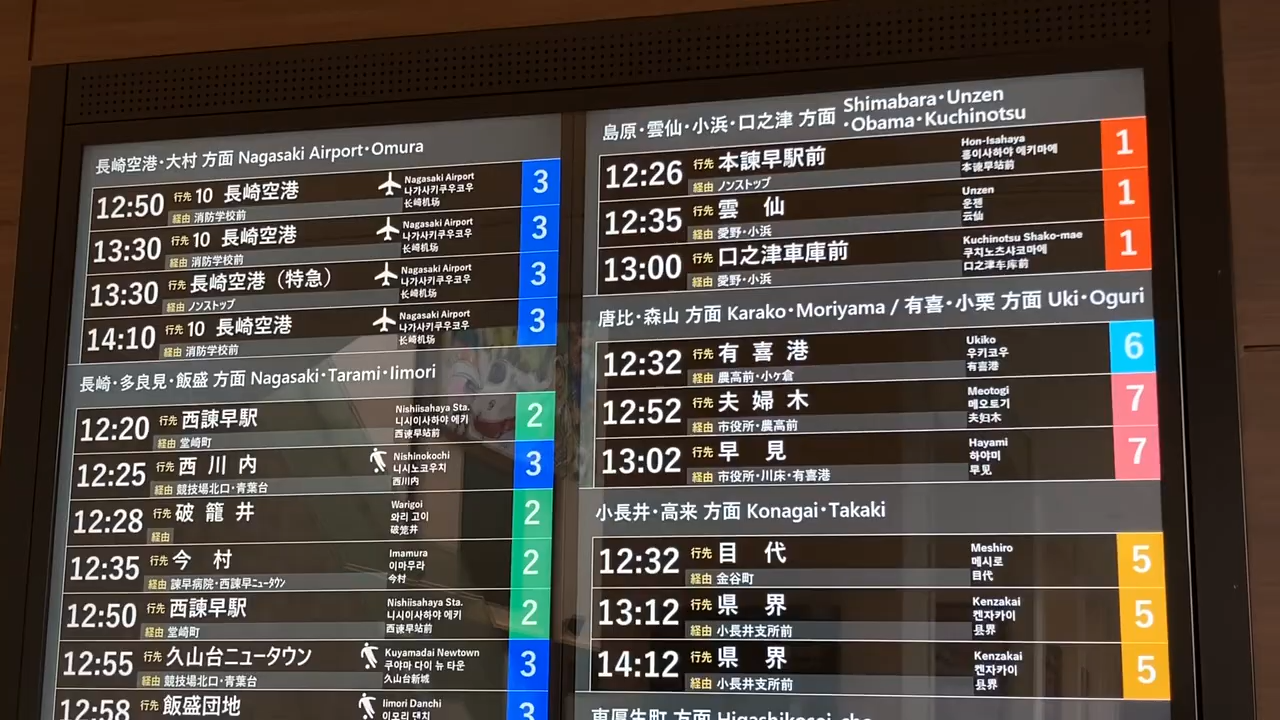 長崎空港・大村 方面 Nagasaki Airport・Omura
12:50 行先 10 長崎空港 Nagasaki Airport 3
나가사키쿠우코우
经由 消防学校前 长崎机场
13:30 行先 10 長崎空港 Nagasaki Airport 3
나가사키쿠우코우
経由 消防学校前 长崎机场
13:30 行先 長崎空港（特急） Nagasaki Airport 3
나가사키쿠우코우
経由 ノンストップ 长崎机场
14:10 行先 10 長崎空港 Nagasaki Airport 3
나가사키쿠우코우
経由 消防学校前 长崎机场
長崎・多良見・飯盛 方面 Nagasaki・Tarami・Iimori
12:20 行先 西諫早駅 Nishiisahaya Sta. 2
니시이사하야 에키
経由 堂崎町 西谏早站前
12:25 行先 西川内 Nishinokochi 3
니시노코우치
経由 競技場北口・青葉台 西川内
12:28 行先 破籠井 Warigoi 2
와리 고이
経由 破笼井
12:35 行先 今村 Imamura 2
이마무라
経由 諫早病院・西諫早ﾆｭｰﾀｳﾝ 今村
12:50 行先 西諫早駅 Nishiisahaya Sta. 2
니시이사하야 에키
経由 堂崎町 西谏早站前
12:55 行先 久山台ニュータウン Kuyamadai Newtown 3
쿠야마 다이 뉴 타운
経由 競技場北口・青葉台 久山台新城
12:58 行先 飯盛団地 Iimori Danchi 3
이모리 댄치
島原・雲仙・小浜・口之津 方面 Shimabara・Unzen
・Obama・Kuchinotsu
12:26 行先 本諫早駅前 Hon-Isahaya 1
혼이사하야 에키마에
経由 ノンストップ 本谏早站前
12:35 行先 雲仙 Unzen 1
운젠
経由 愛野・小浜 云仙
13:00 行先 口之津車庫前 Kuchinotsu Shako-mae 1
쿠치노츠샤코마에
経由 愛野・小浜 口之津车库前
唐比・森山 方面 Karako・Moriyama / 有喜・小栗 方面 Uki・Oguri
12:32 行先 有喜港 Ukiko 6
우키코우
経由 農高前・小ヶ倉 有喜港
12:52 行先 夫婦木 Meotogi 7
메오토기
経由 市役所・農高前 夫妇木
13:02 行先 早見 Hayami 7
하야미
経由 市役所・川床・有喜港 早见
小長井・高来 方面 Konagai・Takaki
12:32 行先 目代 Meshiro 5
메시로
経由 金谷町 目代
13:12 行先 県界 Kenzakai 5
켄자카이
経由 小長井支所前 县界
14:12 行先 県界 Kenzakai 5
켄자카이
経由 小長井支所前 县界
東厚生町 方面 Higashikosei-cho